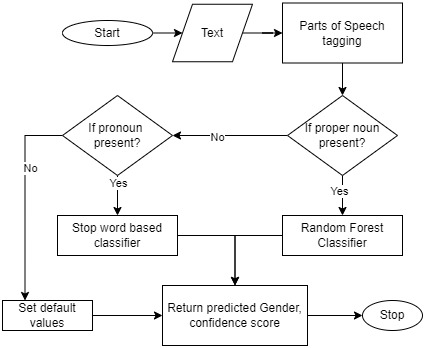 Start
Text
Parts of Speech
tagging
If pronoun
present?
No
If proper noun
present?
No
Yes
Yes
Stop word based
classifier
Random Forest
Classifier
Set default
values
Return predicted Gender,
confidence score
Stop